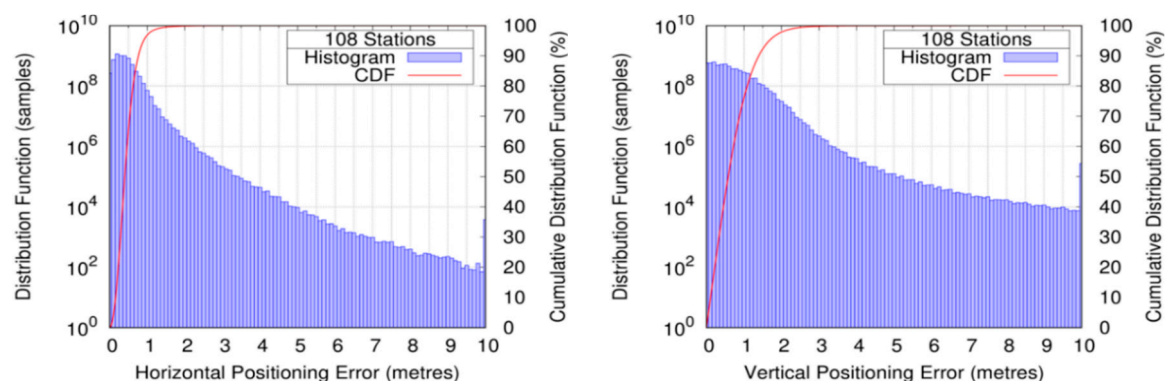 108 Stations
Histogram
CDF
10^10
10^8
10^6
10^4
10^2
10^0
Distribution Function (samples)
100
90
80
70
60
50
40
30
20
10
0
Cumulative Distribution Function (%)
0 1 2 3 4 5 6 7 8 9 10
Horizontal Positioning Error (metres)
108 Stations
Histogram
CDF
10^10
10^8
10^6
10^4
10^2
10^0
Distribution Function (samples)
100
90
80
70
60
50
40
30
20
10
0
Cumulative Distribution Function (%)
0 1 2 3 4 5 6 7 8 9 10
Vertical Positioning Error (metres)